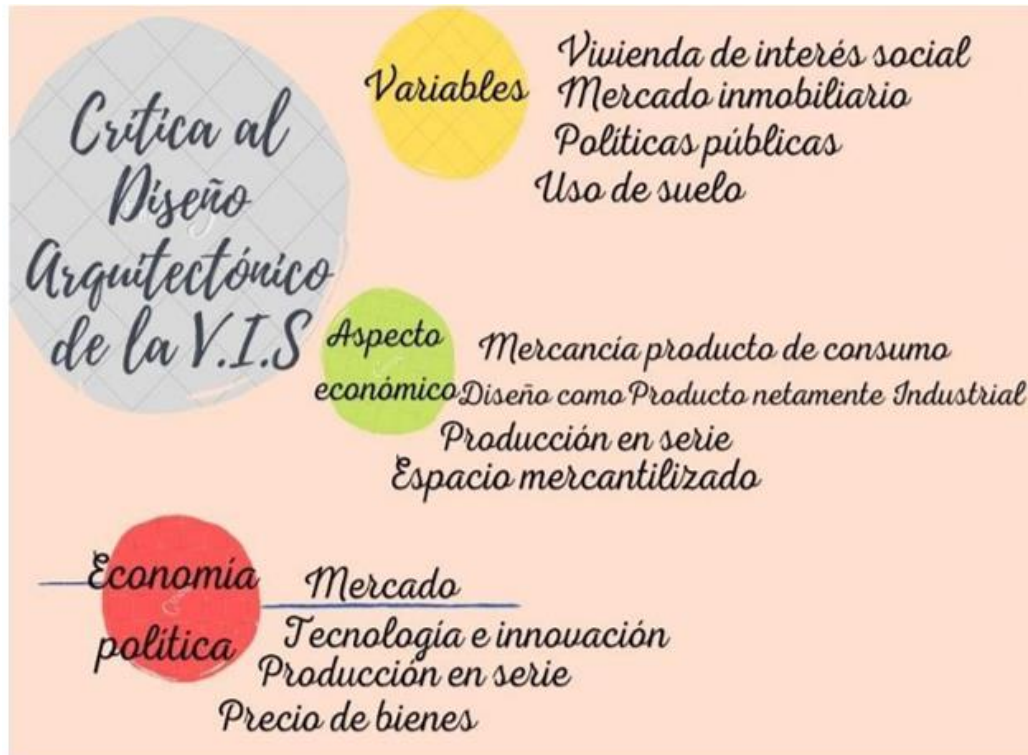 Crítica al
Diseño
Arquitectónico
de la V.I.S
Variables
Vivienda de interés social
Mercado inmobiliario
Políticas públicas
Uso de suelo
Aspecto
económico
Mercancía producto de consumo
Diseño como Producto netamente Industrial
Producción en serie
Espacio mercantilizado
Economía
política
Mercado
Tecnología e innovación
Producción en serie
Precio de bienes